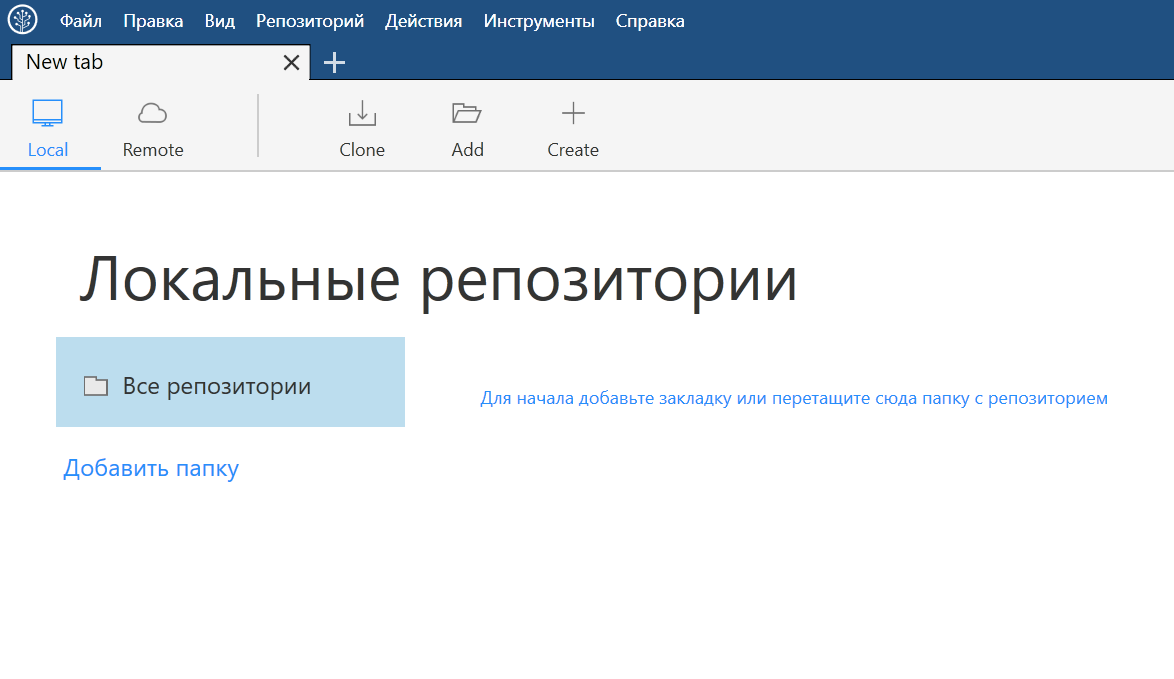 Файл Правка Вид Репозиторий Действия Инструменты Справка
New tab
Local Remote Clone Add Create
Локальные репозитории
Все репозитории
Для начала добавьте закладку или перетащите сюда папку с репозиторием
Добавить папку